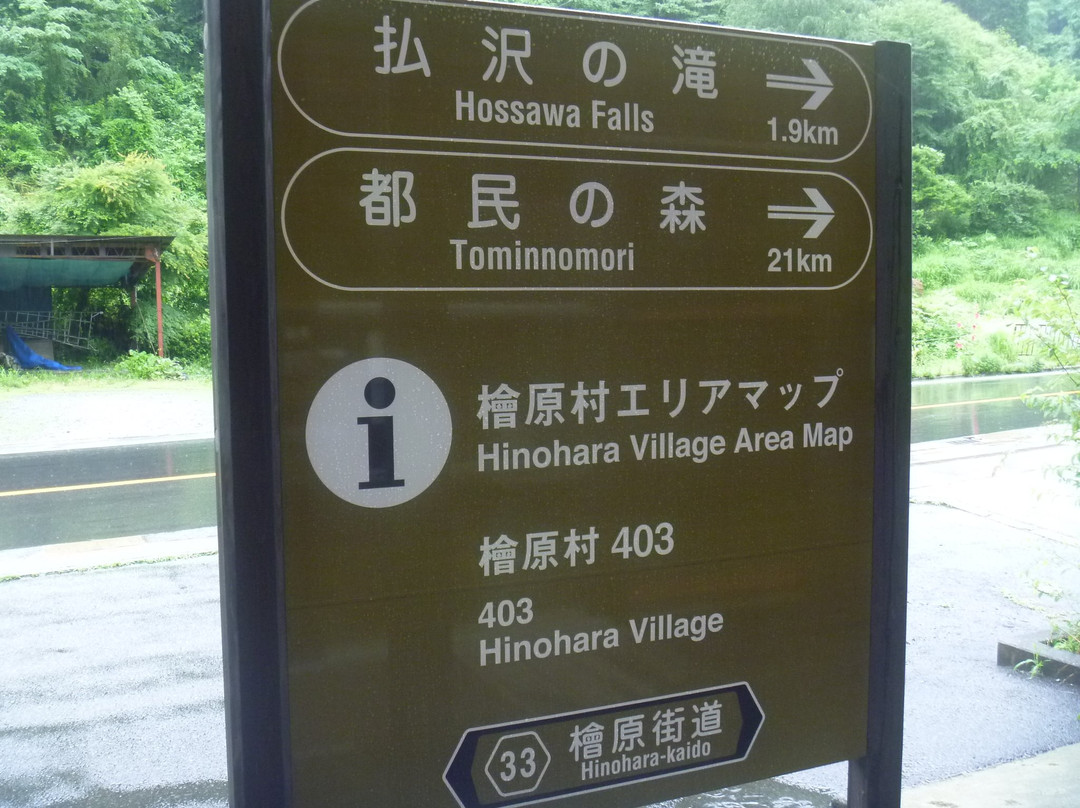 払沢の滝
Hossawa Falls
1.9km
都民の森
Tominnomori
21km
i
檜原村エリアマップ
Hinohara Village Area Map
檜原村 403
403
Hinohara Village
33
檜原街道
Hinohara-kaido